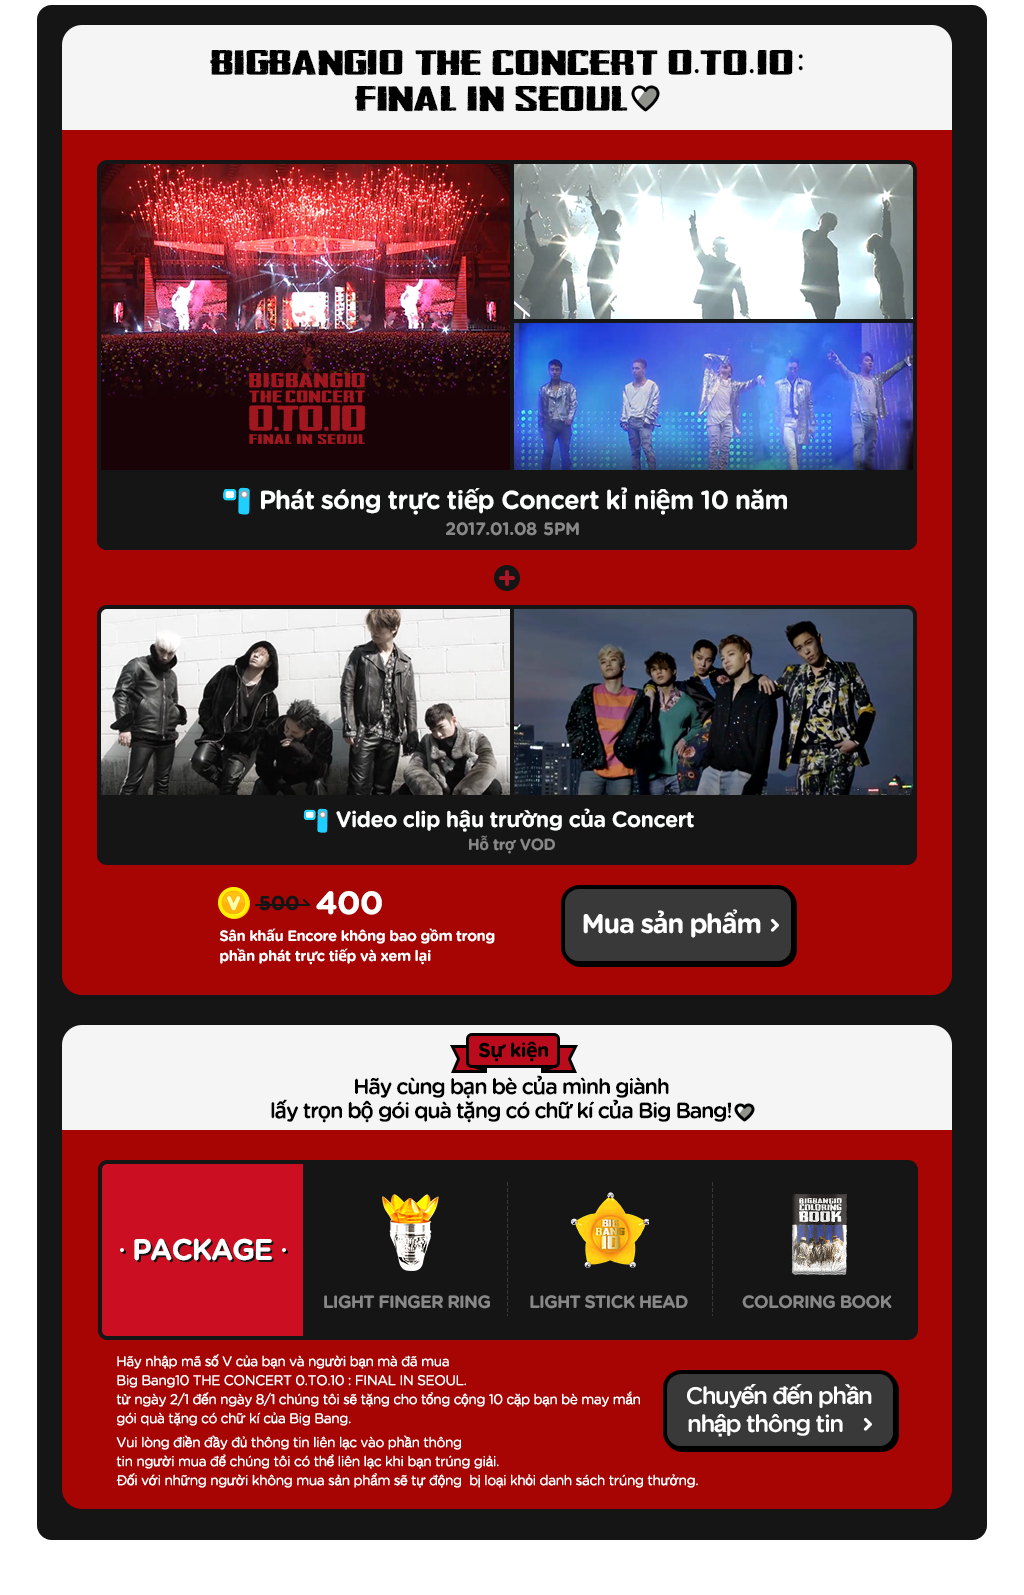 BIGBANG10 THE CONCERT 0.TO.10:
FINAL IN SEOUL
BIGBANG10
THE CONCERT
0.TO.10
FINAL IN SEOUL
Phát sóng trực tiếp Concert kỉ niệm 10 năm
2017.01.08 5PM
Video clip hậu trường của Concert
Hỗ trợ VOD
V 500 400
Sân khấu Encore không bao gồm trong
phần phát trực tiếp và xem lại
Mua sản phẩm ›
Sự kiện
Hãy cùng bạn bè của mình giành
lấy trọn bộ gói quà tặng có chữ kí của Big Bang!
· PACKAGE ·
LIGHT FINGER RING
BIG
BANG
10
LIGHT STICK HEAD
BIGBANG10
COLORING
BOOK
COLORING BOOK
Hãy nhập mã số V của bạn và người bạn mà đã mua
Big Bang10 THE CONCERT 0.TO.10 : FINAL IN SEOUL.
từ ngày 2/1 đến ngày 8/1 chúng tôi sẽ tặng cho tổng cộng 10 cặp bạn bè may mắn
gói quà tặng có chữ kí của Big Bang.
Vui lòng điền đầy đủ thông tin liên lạc vào phần thông
tin người mua để chúng tôi có thể liên lạc khi bạn trúng giải.
Đối với những người không mua sản phẩm sẽ tự động bị loại khỏi danh sách trúng thưởng.
Chuyển đến phần
nhập thông tin ›